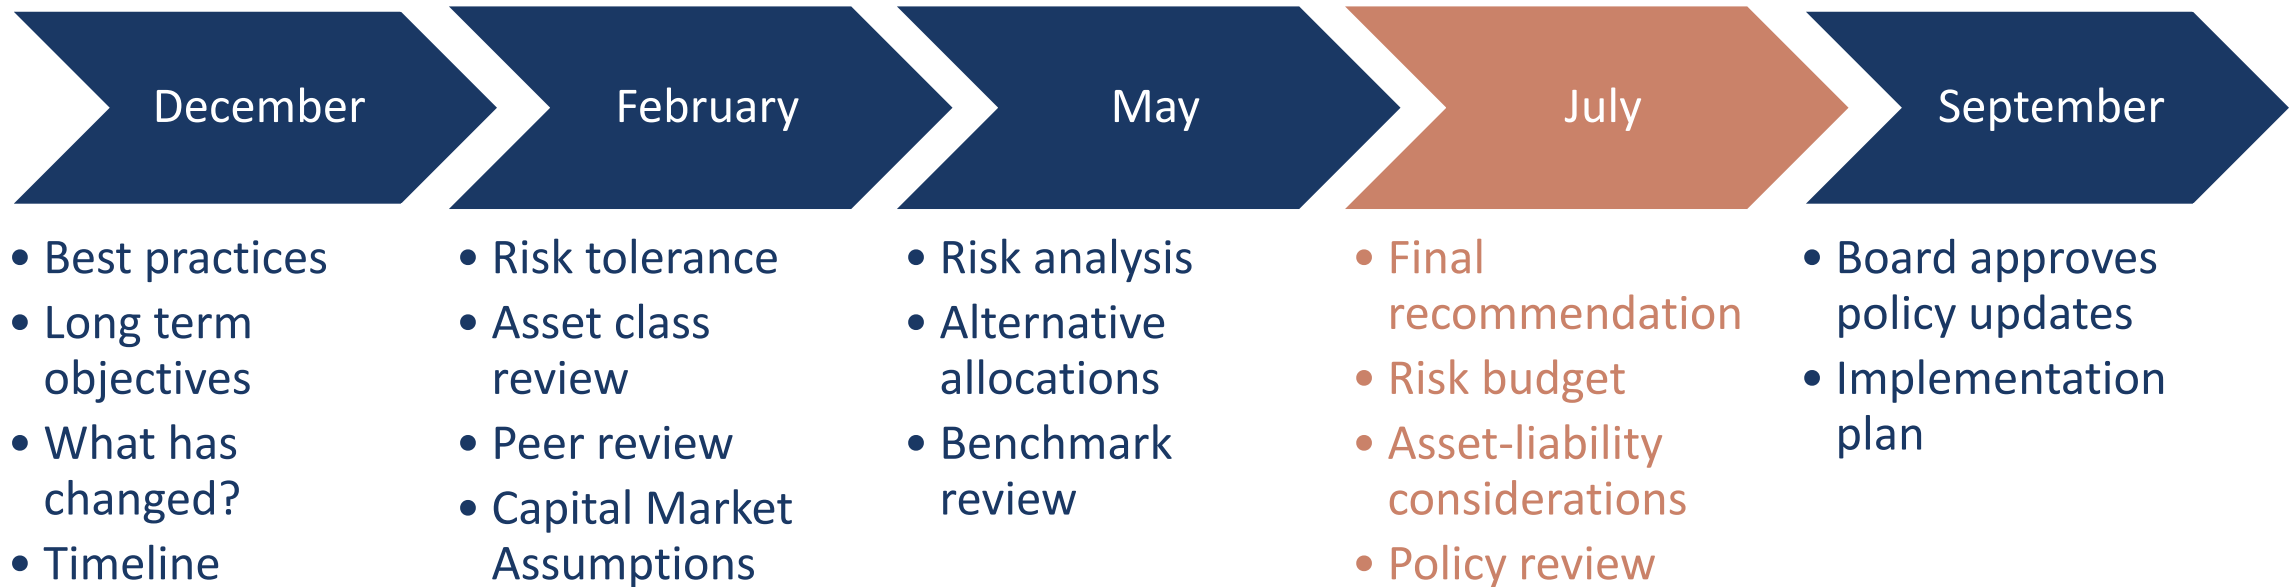 December
February
May
July
September
• Best practices
• Long term
objectives
• What has
changed?
• Timeline
• Risk tolerance
• Asset class
review
• Peer review
• Capital Market
Assumptions
• Risk analysis
• Alternative
allocations
• Benchmark
review
• Final
recommendation
• Risk budget
• Asset-liability
considerations
• Policy review
• Board approves
policy updates
• Implementation
plan